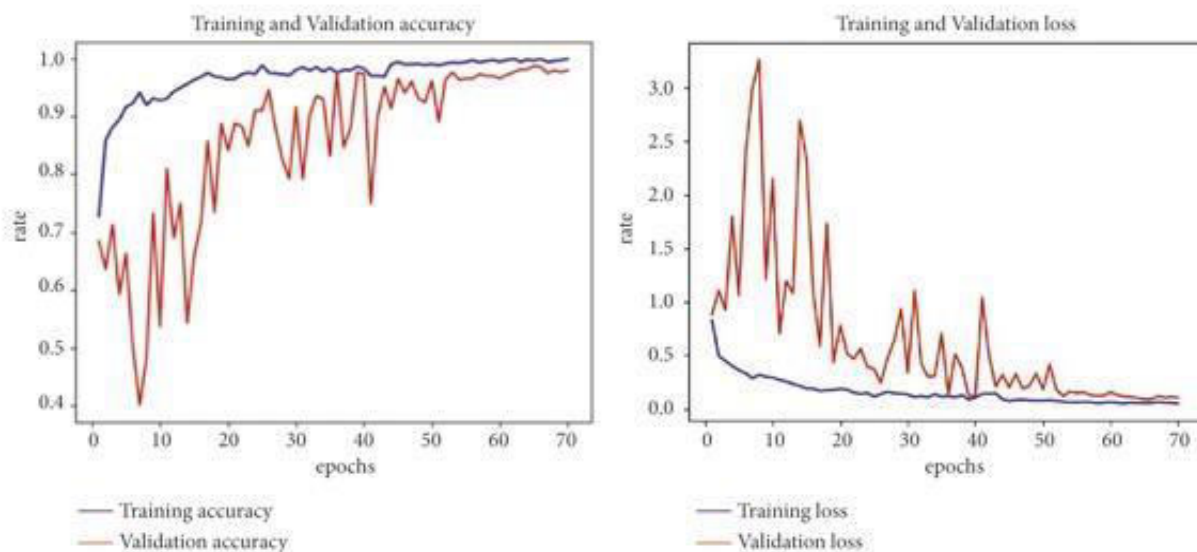 Training and Validation accuracy
1.0
0.9
0.8
0.7
0.6
0.5
0.4
rate
0 10 20 30 40 50 60 70
epochs
Training accuracy
Validation accuracy
Training and Validation loss
3.0
2.5
2.0
1.5
1.0
0.5
0.0
rate
0 10 20 30 40 50 60 70
epochs
Training loss
Validation loss